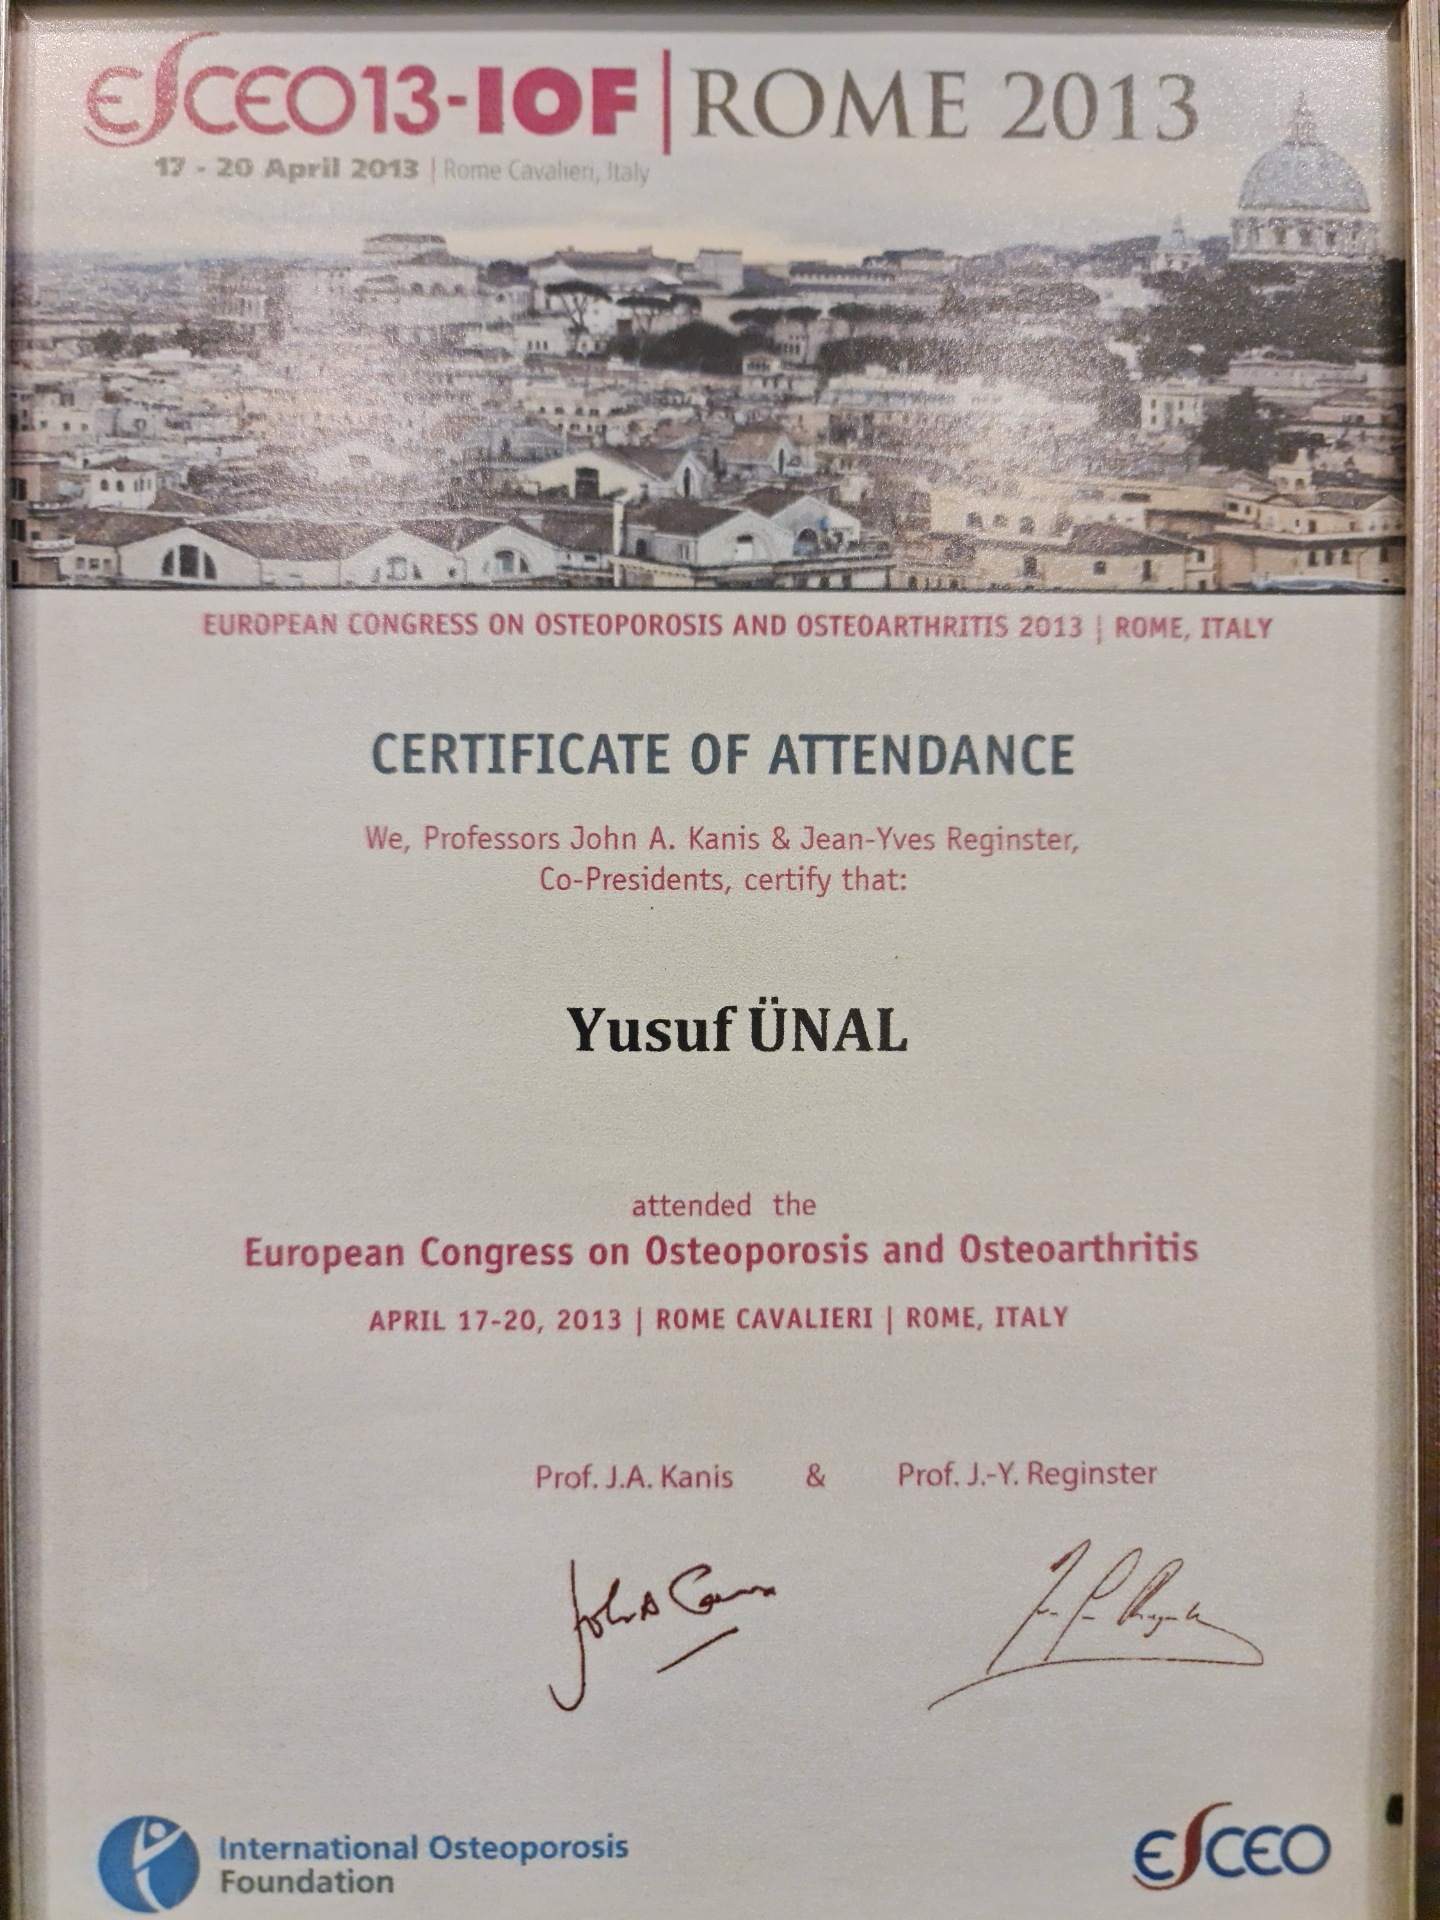 ESCEO13-IOF | ROME 2013
17 - 20 April 2013 | Rome Cavalieri, Italy
EUROPEAN CONGRESS ON OSTEOPOROSIS AND OSTEOARTHRITIS 2013 | ROME, ITALY
CERTIFICATE OF ATTENDANCE
We, Professors John A. Kanis & Jean-Yves Reginster,
Co-Presidents, certify that:
Yusuf ÜNAL
attended the
European Congress on Osteoporosis and Osteoarthritis
APRIL 17-20, 2013 | ROME CAVALIERI | ROME, ITALY
Prof. J.A. Kanis & Prof. J.-Y. Reginster
International Osteoporosis
Foundation
ESCEO